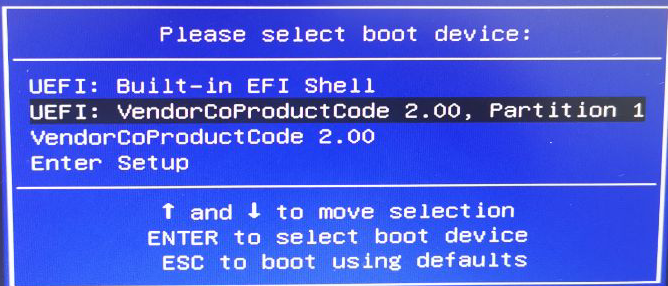 Please select boot device:
UEFI: Built-in EFI Shell
UEFI: VendorCoProductCode 2.00, Partition 1
VendorCoProductCode 2.00
Enter Setup
↑ and ↓ to move selection
ENTER to select boot device
ESC to boot using defaults